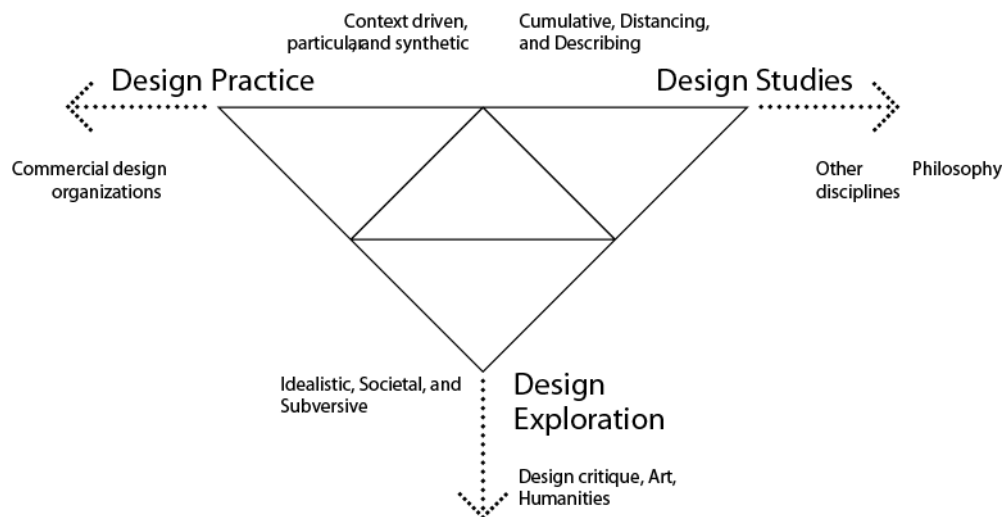 Context driven,
particular, and synthetic
Cumulative, Distancing,
and Describing
Design Practice
Design Studies
Commercial design
organizations
Other Philosophy
disciplines
Idealistic, Societal, and
Subversive
Design
Exploration
Design critique, Art,
Humanities